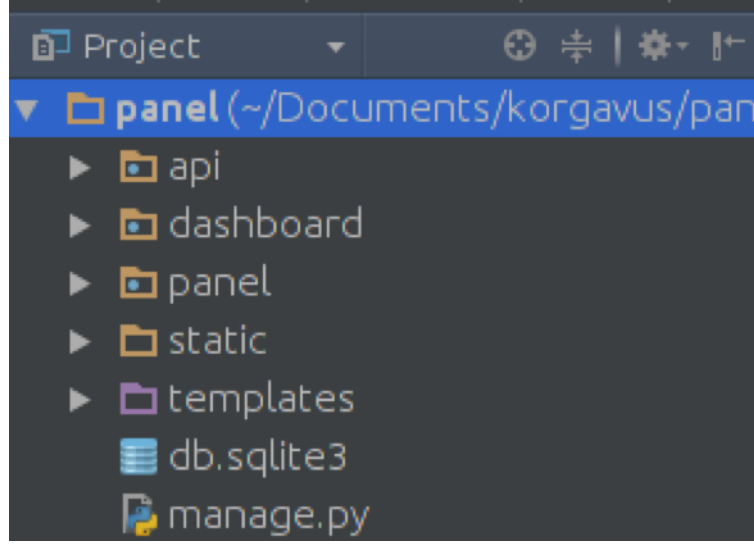 Project
panel (~/Documents/korgavus/pan
api
dashboard
panel
static
templates
db.sqlite3
manage.py